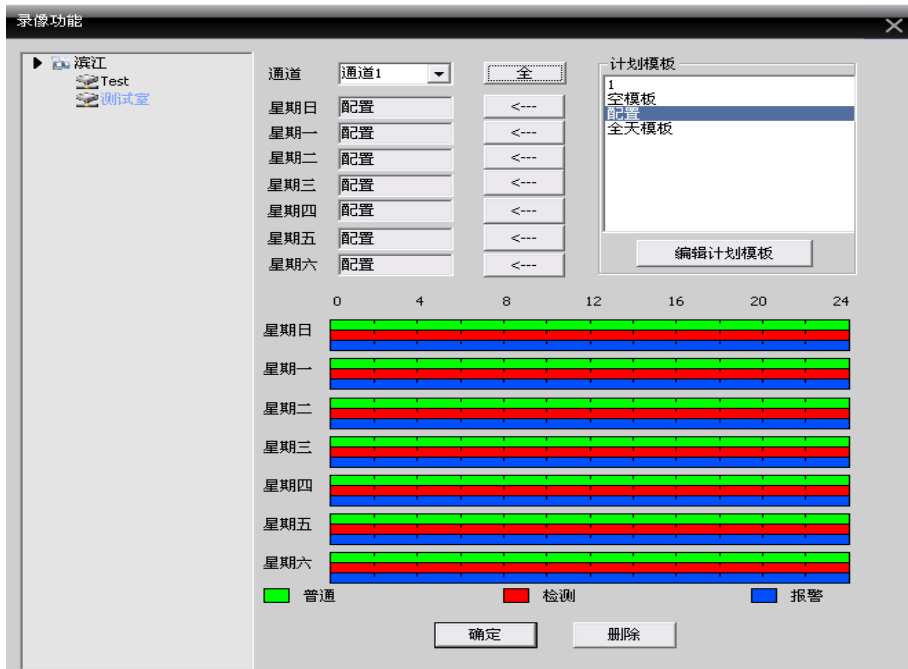 录像功能
滨江
Test
测试室
通道 通道1 全
星期日 配置 <---
星期一 配置 <---
星期二 配置 <---
星期三 配置 <---
星期四 配置 <---
星期五 配置 <---
星期六 配置 <---
计划模板
1
空模板
配置
全天模板
编辑计划模板
0 4 8 12 16 20 24
星期日
星期一
星期二
星期三
星期四
星期五
星期六
普通 检测 报警
确定 删除